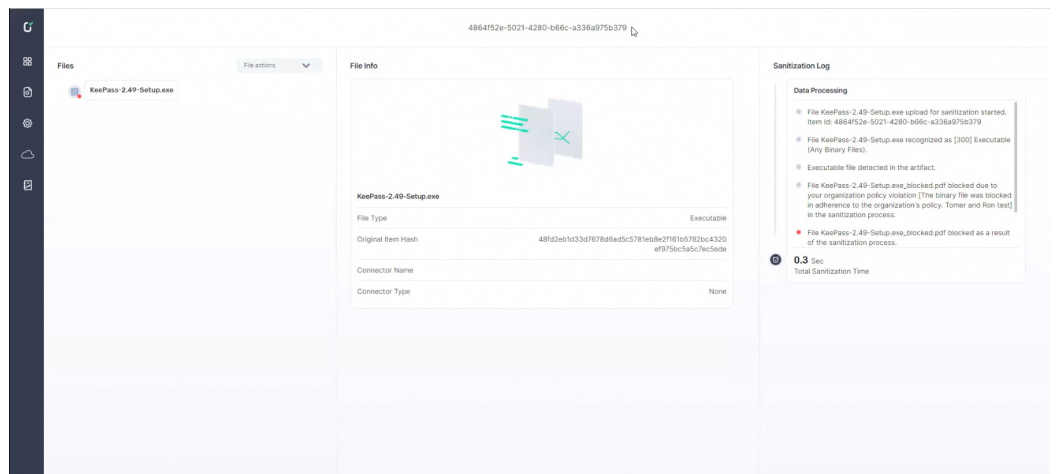 4864f52e-5021-4280-b66c-a336a975b379
Files
File actions
KeePass-2.49-Setup.exe
File Info
KeePass-2.49-Setup.exe
File Type Executable
Original Item Hash 48fd2eb1d33d7678d6ad5c5781eb8e2f161b5782bc4320
ef975bc5a5c7ec5ede
Connector Name
Connector Type None
Sanitization Log
Data Processing
File KeePass-2.49-Setup.exe upload for sanitization started.
Item Id: 4864f52e-5021-4280-b66c-a336a975b379
File KeePass-2.49-Setup.exe recognized as [300] Executable
(Any Binary Files).
Executable file detected in the artifact.
File KeePass-2.49-Setup.exe_blocked.pdf blocked due to
your organization policy violation [The binary file was blocked
in adherence to the organization's policy. Tomer and Ron test]
in the sanitization process.
File KeePass-2.49-Setup.exe_blocked.pdf blocked as a result
of the sanitization process.
0.3 Sec
Total Sanitization Time